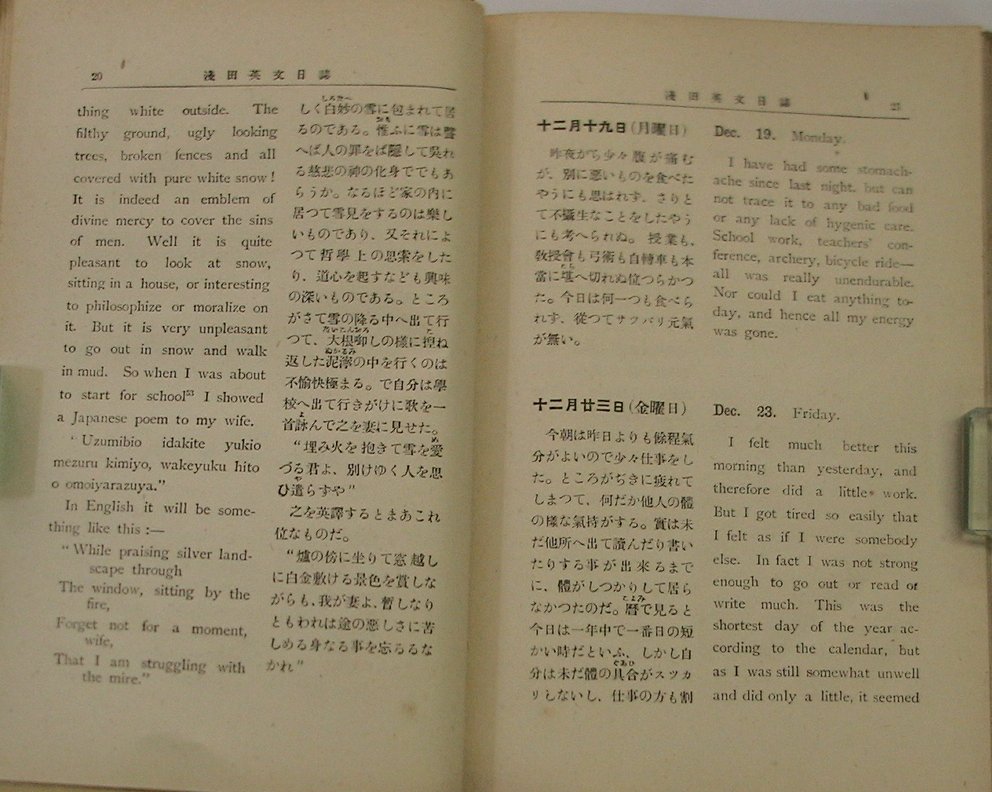 20
淺田英文日誌
thing white outside. The
filthy ground, ugly looking
trees, broken fences and all
covered with pure white snow!
It is indeed an emblem of
divine mercy to cover the sins
of men. Well it is quite
pleasant to look at snow,
sitting in a house, or interesting
to philosophize or moralize on
it. But it is very unpleasant
to go out in snow and walk
in mud. So when I was about
to start for school⁵³ I showed
a Japanese poem to my wife.
"Uzumibio idakite yukio
mezuru kimiyo, wakeyuku hito
o omoiyarazuya."
In English it will be some-
thing like this :—
"While praising silver land-
scape through
The window, sitting by the
fire,
Forget not for a moment,
wife,
That I am struggling with
the mire."
しく白妙の雪に包まれて居
るのである。惟ふに雪は譬
へば人の罪をば隱して吳れ
る慈悲の神の化身ででもあ
らうか。なるほど家の内に
居つて雪見をするのは樂し
いものであり、又それによ
つて哲學上の思索をした
り、道心を起すなども興味
の深いものである。ところ
がさて雪の降る中へ出て行
つて、大根卸しの樣に捏ね
返した泥濘の中を行くのは
不愉快極まる。で自分は學
校へ出て行きがけに歌を一
首詠んで之を妻に見せた。
"埋み火を抱きて雪を愛
づる君よ、別けゆく人を思
ひ遣らずや"
之を英譯するとまあこれ
位なものだ。
"爐の傍に坐りて窓越し
に白金敷ける景色を賞しな
がらも、我が妻よ、暫しなり
ともわれは途の惡しさに苦
しめる身なる事を忘るるな
かれ"
淺田英文日誌
十二月十九日（月曜日）
昨夜から少々腹が痛む
が、別に惡いものを食べた
やうにも思はれず、さりと
て不攝生なことをしたやう
にも考へられぬ。授業も、
敎授會も弓術も自轉車も本
當に堪へ切れぬ位つらかつ
た。今日は何一つも食べら
れず、從つてサツパリ元氣
が無い。
十二月廿三日（金曜日）
今朝は昨日よりも餘程氣
分がよいので少々仕事をし
た。ところがぢきに疲れて
しまつて、何だか他人の體
の樣な氣持がする。實は未
だ他所へ出て讀んだり書い
たりする事が出來るまで
に、體がしつかりして居ら
なかつたのだ。曆で見ると
今日は一年中で一番日の短
かい時だといふ、しかし自
分は未だ體の具合がスツカ
リしないし、仕事の方も割
Dec. 19. Monday.
I have had some stomach-
ache since last night, but can
not trace it to any bad food
or any lack of hygenic care.
School work, teachers' con-
ference, archery, bicycle ride—
all was really unendurable.
Nor could I eat anything to-
day, and hence all my energy
was gone.
Dec. 23. Friday.
I felt much better this
morning than yesterday, and
therefore did a little work.
But I got tired so easily that
I felt as if I were somebody
else. In fact I was not strong
enough to go out or read or
write much. This was the
shortest day of the year ac-
cording to the calendar, but
as I was still somewhat unwell
and did only a little, it seemed